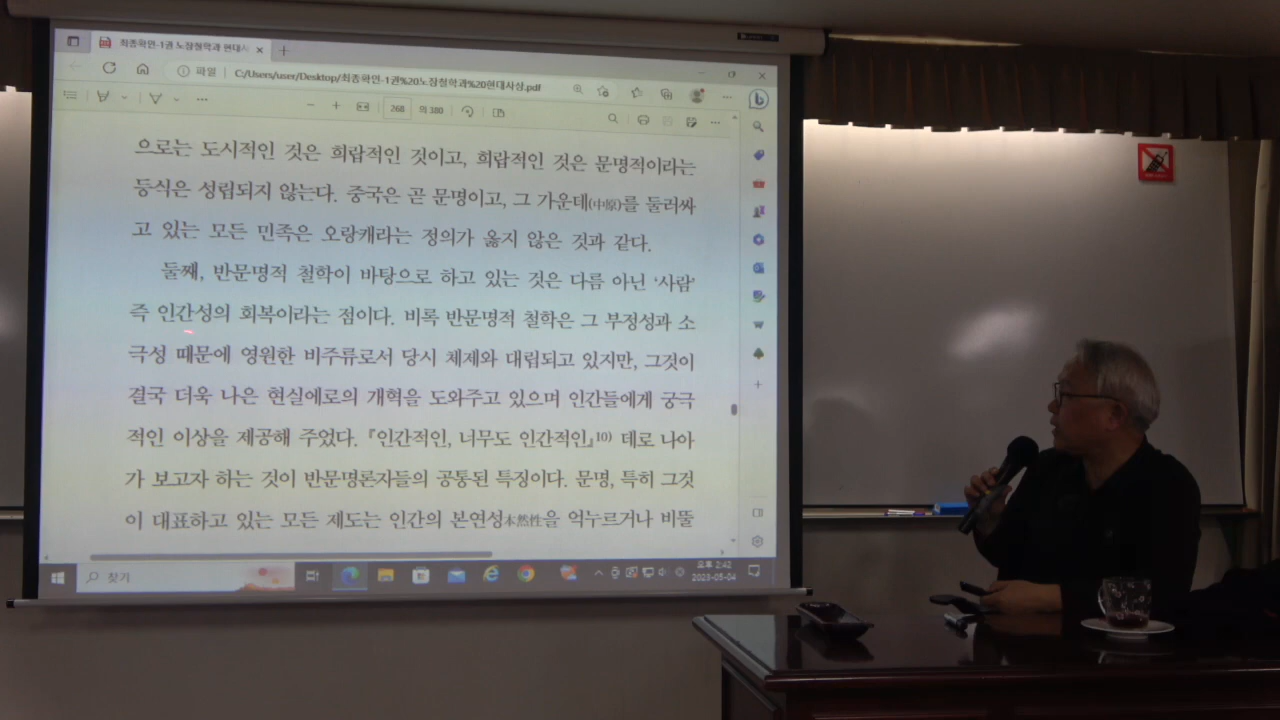 최종확인-1권 노장철학과 현대사
파일 C:/Users/user/Desktop/최종확인-1권%20노장철학과%20현대사상.pdf
268 의 380
으로는 도시적인 것은 희랍적인 것이고, 희랍적인 것은 문명적이라는
등식은 성립되지 않는다. 중국은 곧 문명이고, 그 가운데(中原)를 둘러싸
고 있는 모든 민족은 오랑캐라는 정의가 옳지 않은 것과 같다.
둘째, 반문명적 철학이 바탕으로 하고 있는 것은 다름 아닌 ‘사람’
즉 인간성의 회복이라는 점이다. 비록 반문명적 철학은 그 부정성과 소
극성 때문에 영원한 비주류로서 당시 체제와 대립되고 있지만, 그것이
결국 더욱 나은 현실에로의 개혁을 도와주고 있으며 인간들에게 궁극
적인 이상을 제공해 주었다. 『인간적인, 너무도 인간적인』10) 데로 나아
가 보고자 하는 것이 반문명론자들의 공통된 특징이다. 문명, 특히 그것
이 대표하고 있는 모든 제도는 인간의 본연성本然性을 억누르거나 비뚤
찾기
오후 2:42
2023-05-04